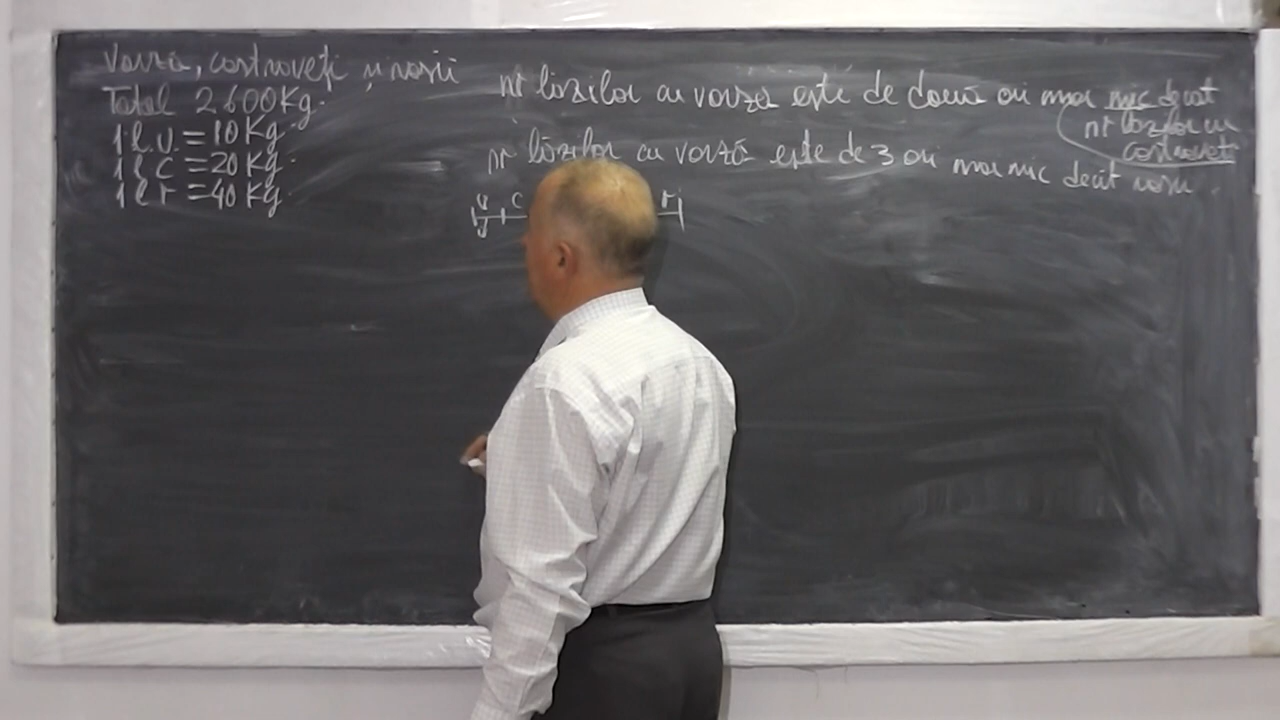 Varză, castraveți și roșii
Total 2600Kg.
1 l.v. = 10 Kg.
1 l c = 20 Kg.
1 l r = 40 Kg.
nr lăzilor cu varză este de două ori mai mic decât
nr lăzilor cu
castraveți
nr lăzilor cu varză este de 3 ori mai mic decât roșii.
v c r